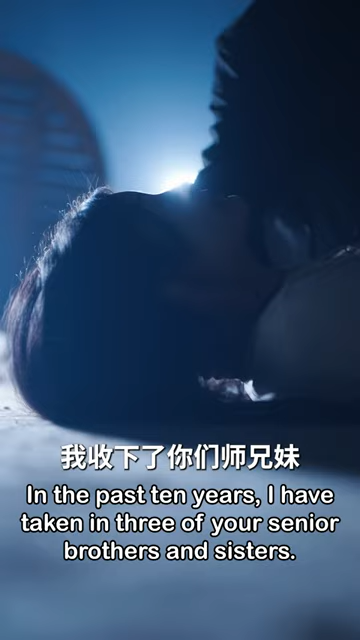 我收下了你们师兄妹
In the past ten years, I have
taken in three of your senior
brothers and sisters.